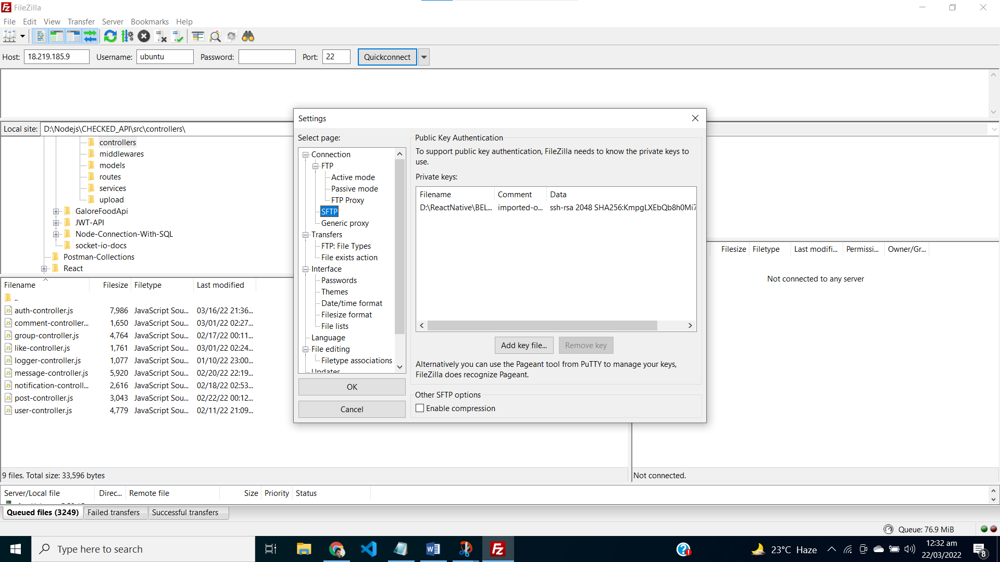 FileZilla
File Edit View Transfer Server Bookmarks Help
Host: 18.219.185.9 Username: ubuntu Password: Port: 22 Quickconnect
Local site: D:\Nodejs\CHECKED_API\src\controllers\
controllers
middlewares
models
routes
services
upload
GaloreFoodApi
JWT-API
Node-Connection-With-SQL
socket-io-docs
Postman-Collections
React
Filename Filesize Filetype Last modified
..
auth-controller.js 7,986 JavaScript Sou... 03/16/22 21:36...
comment-controller... 1,650 JavaScript Sou... 03/01/22 02:27...
group-controller.js 4,764 JavaScript Sou... 02/17/22 00:11...
like-controller.js 1,761 JavaScript Sou... 03/01/22 02:24...
logger-controller.js 1,077 JavaScript Sou... 01/10/22 23:00...
message-controller.js 5,920 JavaScript Sou... 02/20/22 22:19...
notification-controll... 2,616 JavaScript Sou... 02/18/22 02:53...
post-controller.js 3,043 JavaScript Sou... 02/22/22 00:12...
user-controller.js 4,779 JavaScript Sou... 02/11/22 21:09...
9 files. Total size: 33,596 bytes
Settings
Select page:
Connection
FTP
Active mode
Passive mode
FTP Proxy
SFTP
Generic proxy
Transfers
FTP: File Types
File exists action
Interface
Passwords
Themes
Date/time format
Filesize format
File lists
Language
File editing
Filetype associations
Updates
OK
Cancel
Public Key Authentication
To support public key authentication, FileZilla needs to know the private keys to
use.
Private keys:
Filename Comment Data
D:\ReactNative\BEL... imported-o... ssh-rsa 2048 SHA256:KmpgLXEbQb8h0Mi7
Add key file... Remove key
Alternatively you can use the Pageant tool from PuTTY to manage your keys,
FileZilla does recognize Pageant.
Other SFTP options
Enable compression
Filesize Filetype Last modifi... Permissi... Owner/Gr...
Not connected to any server
Not connected.
Server/Local file Direc... Remote file Size Priority Status
Queued files (3249) Failed transfers Successful transfers
Queue: 76.9 MiB
Type here to search
23°C Haze
12:32 am
22/03/2022
8